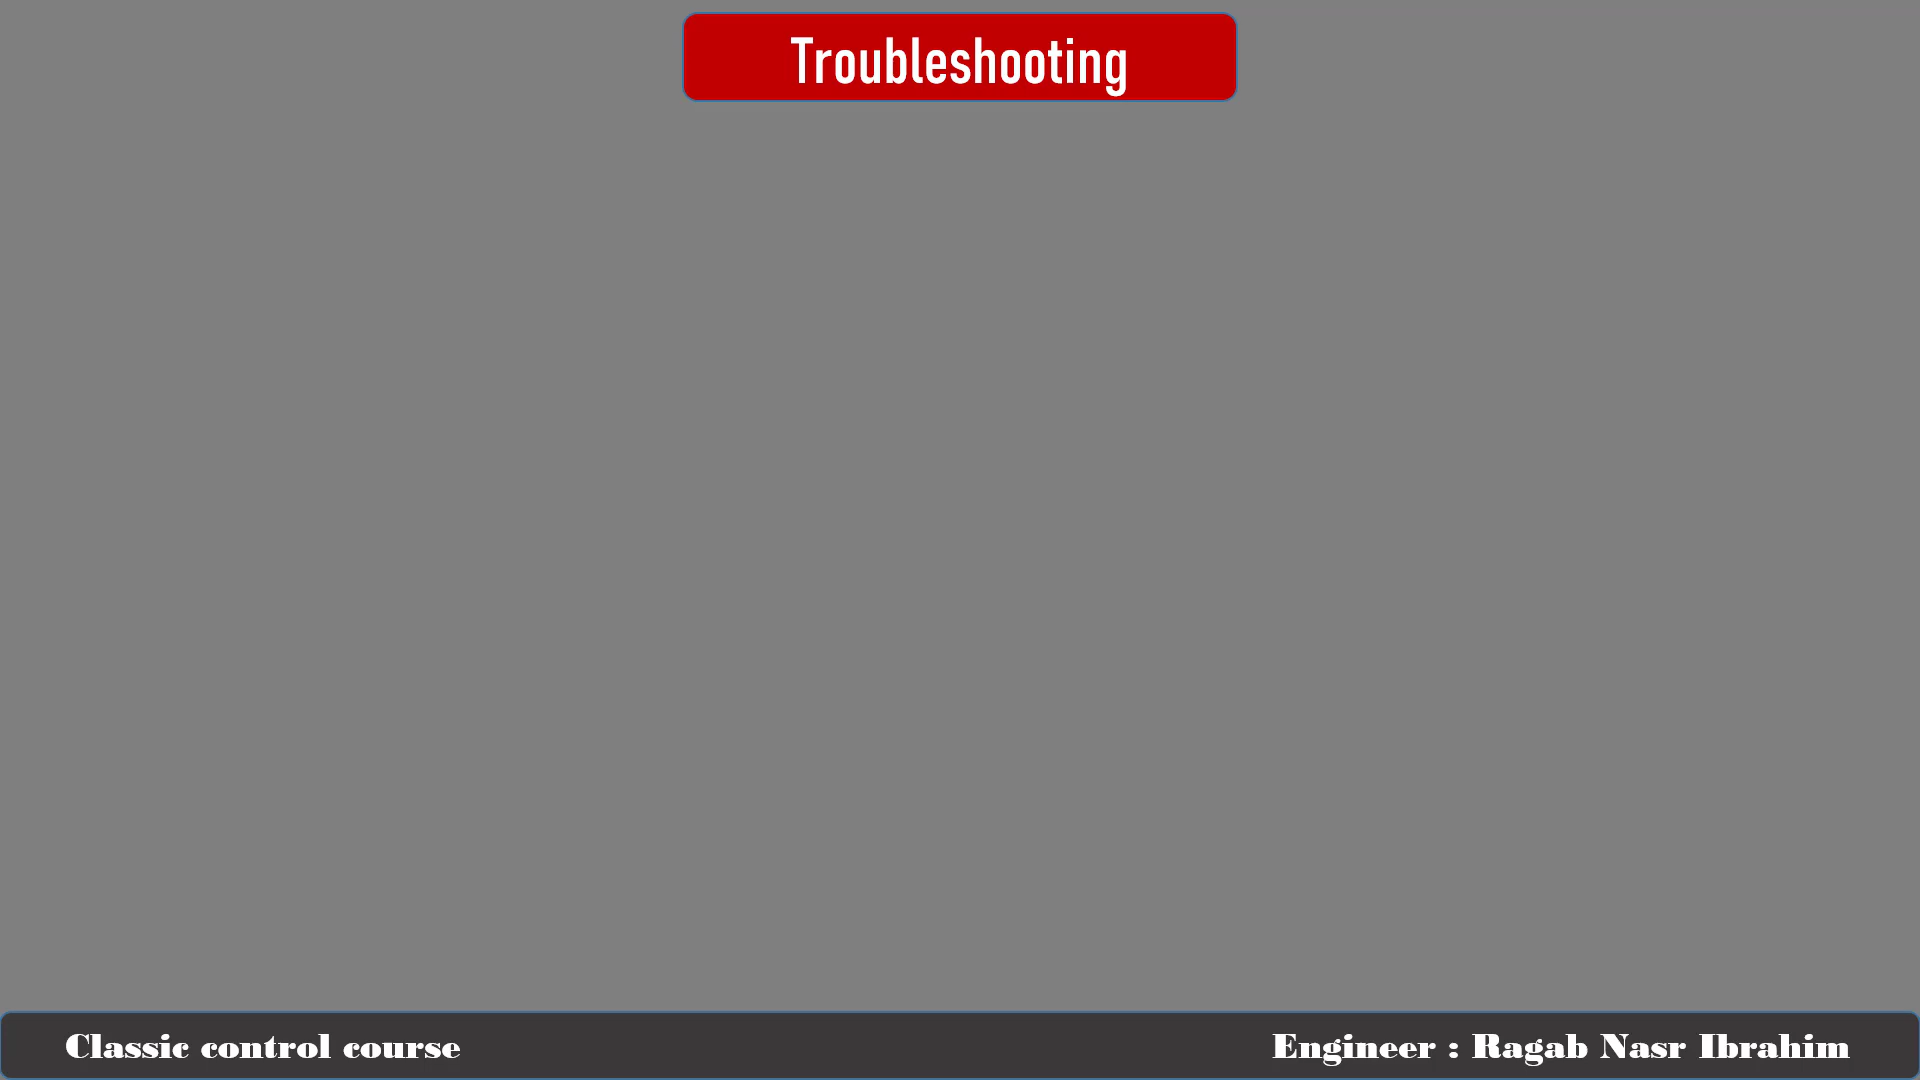 Troubleshooting
Classic control course
Engineer : Ragab Nasr Ibrahim